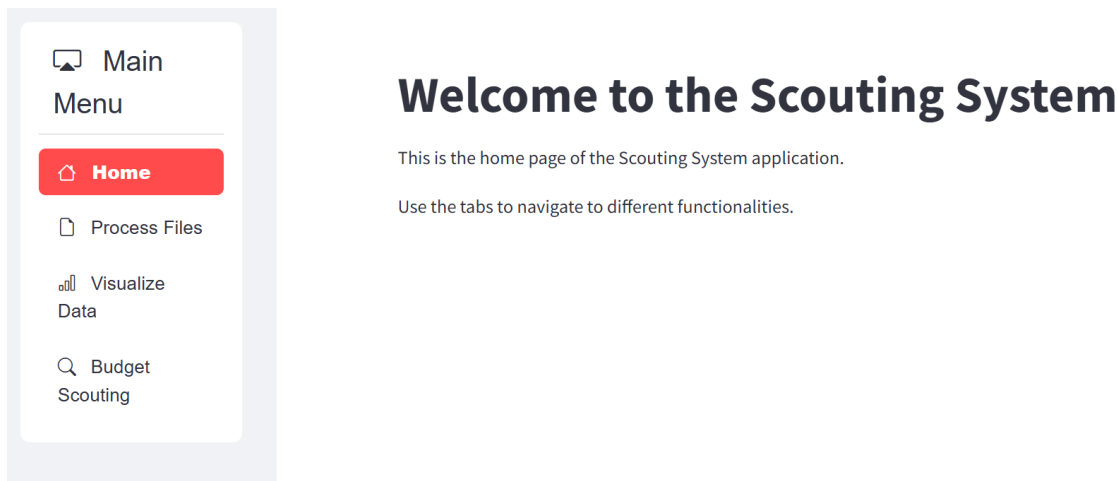 Main
Menu
Home
Process Files
Visualize
Data
Budget
Scouting
Welcome to the Scouting System
This is the home page of the Scouting System application.
Use the tabs to navigate to different functionalities.